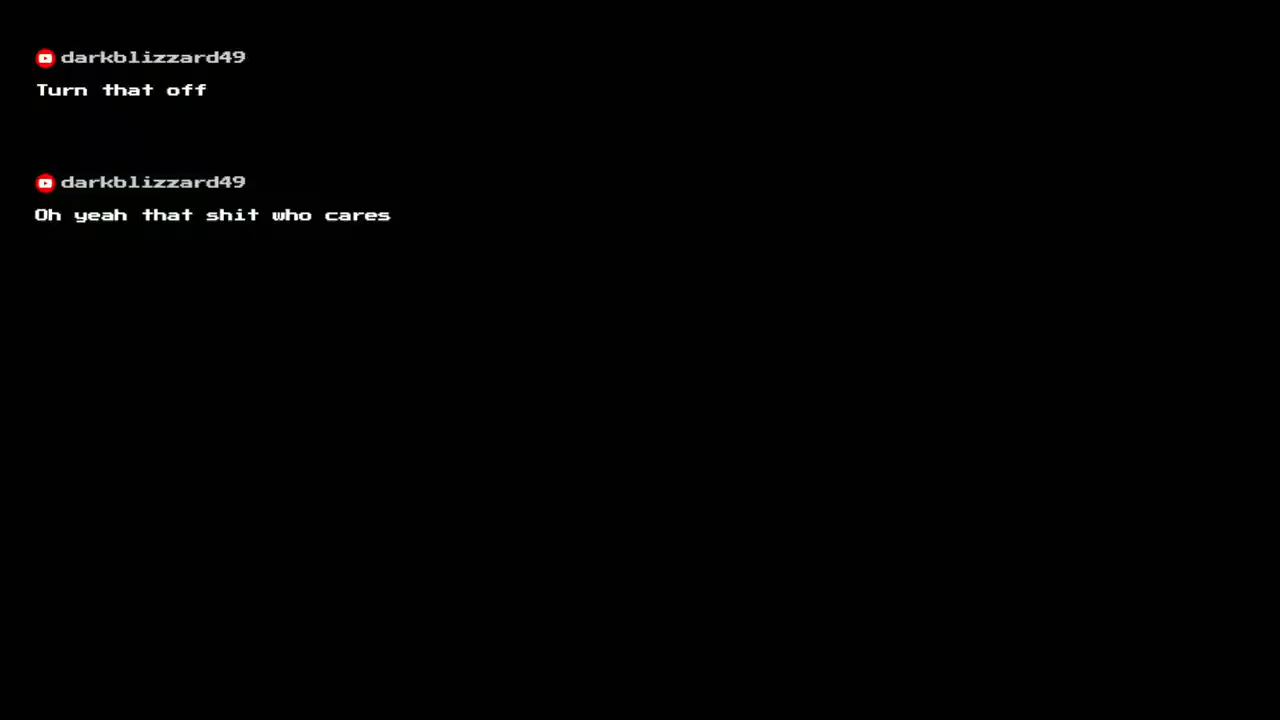 darkblizzard49
Turn that off
darkblizzard49
Oh yeah that shit who cares